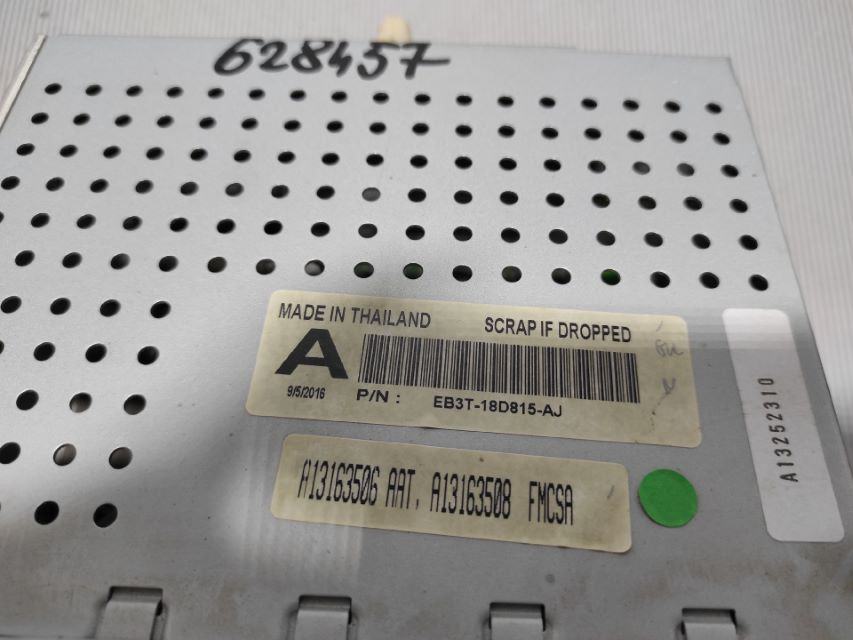 628457
MADE IN THAILAND SCRAP IF DROPPED
A
9/5/2016 P/N : EB3T-18D815-AJ
A13163506 AAT, A13163508 FMCSA
A13252310